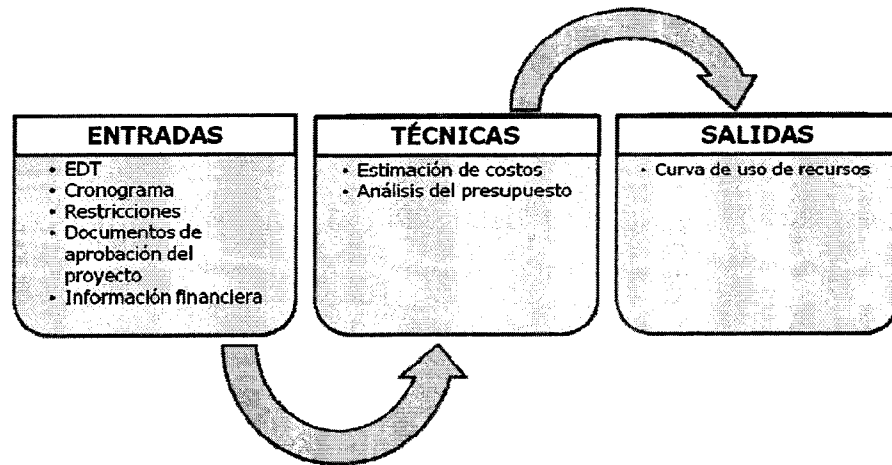 ENTRADAS
• EDT
• Cronograma
• Restricciones
• Documentos de
aprobación del
proyecto
• Información financiera
TÉCNICAS
• Estimación de costos
• Análisis del presupuesto
SALIDAS
• Curva de uso de recursos